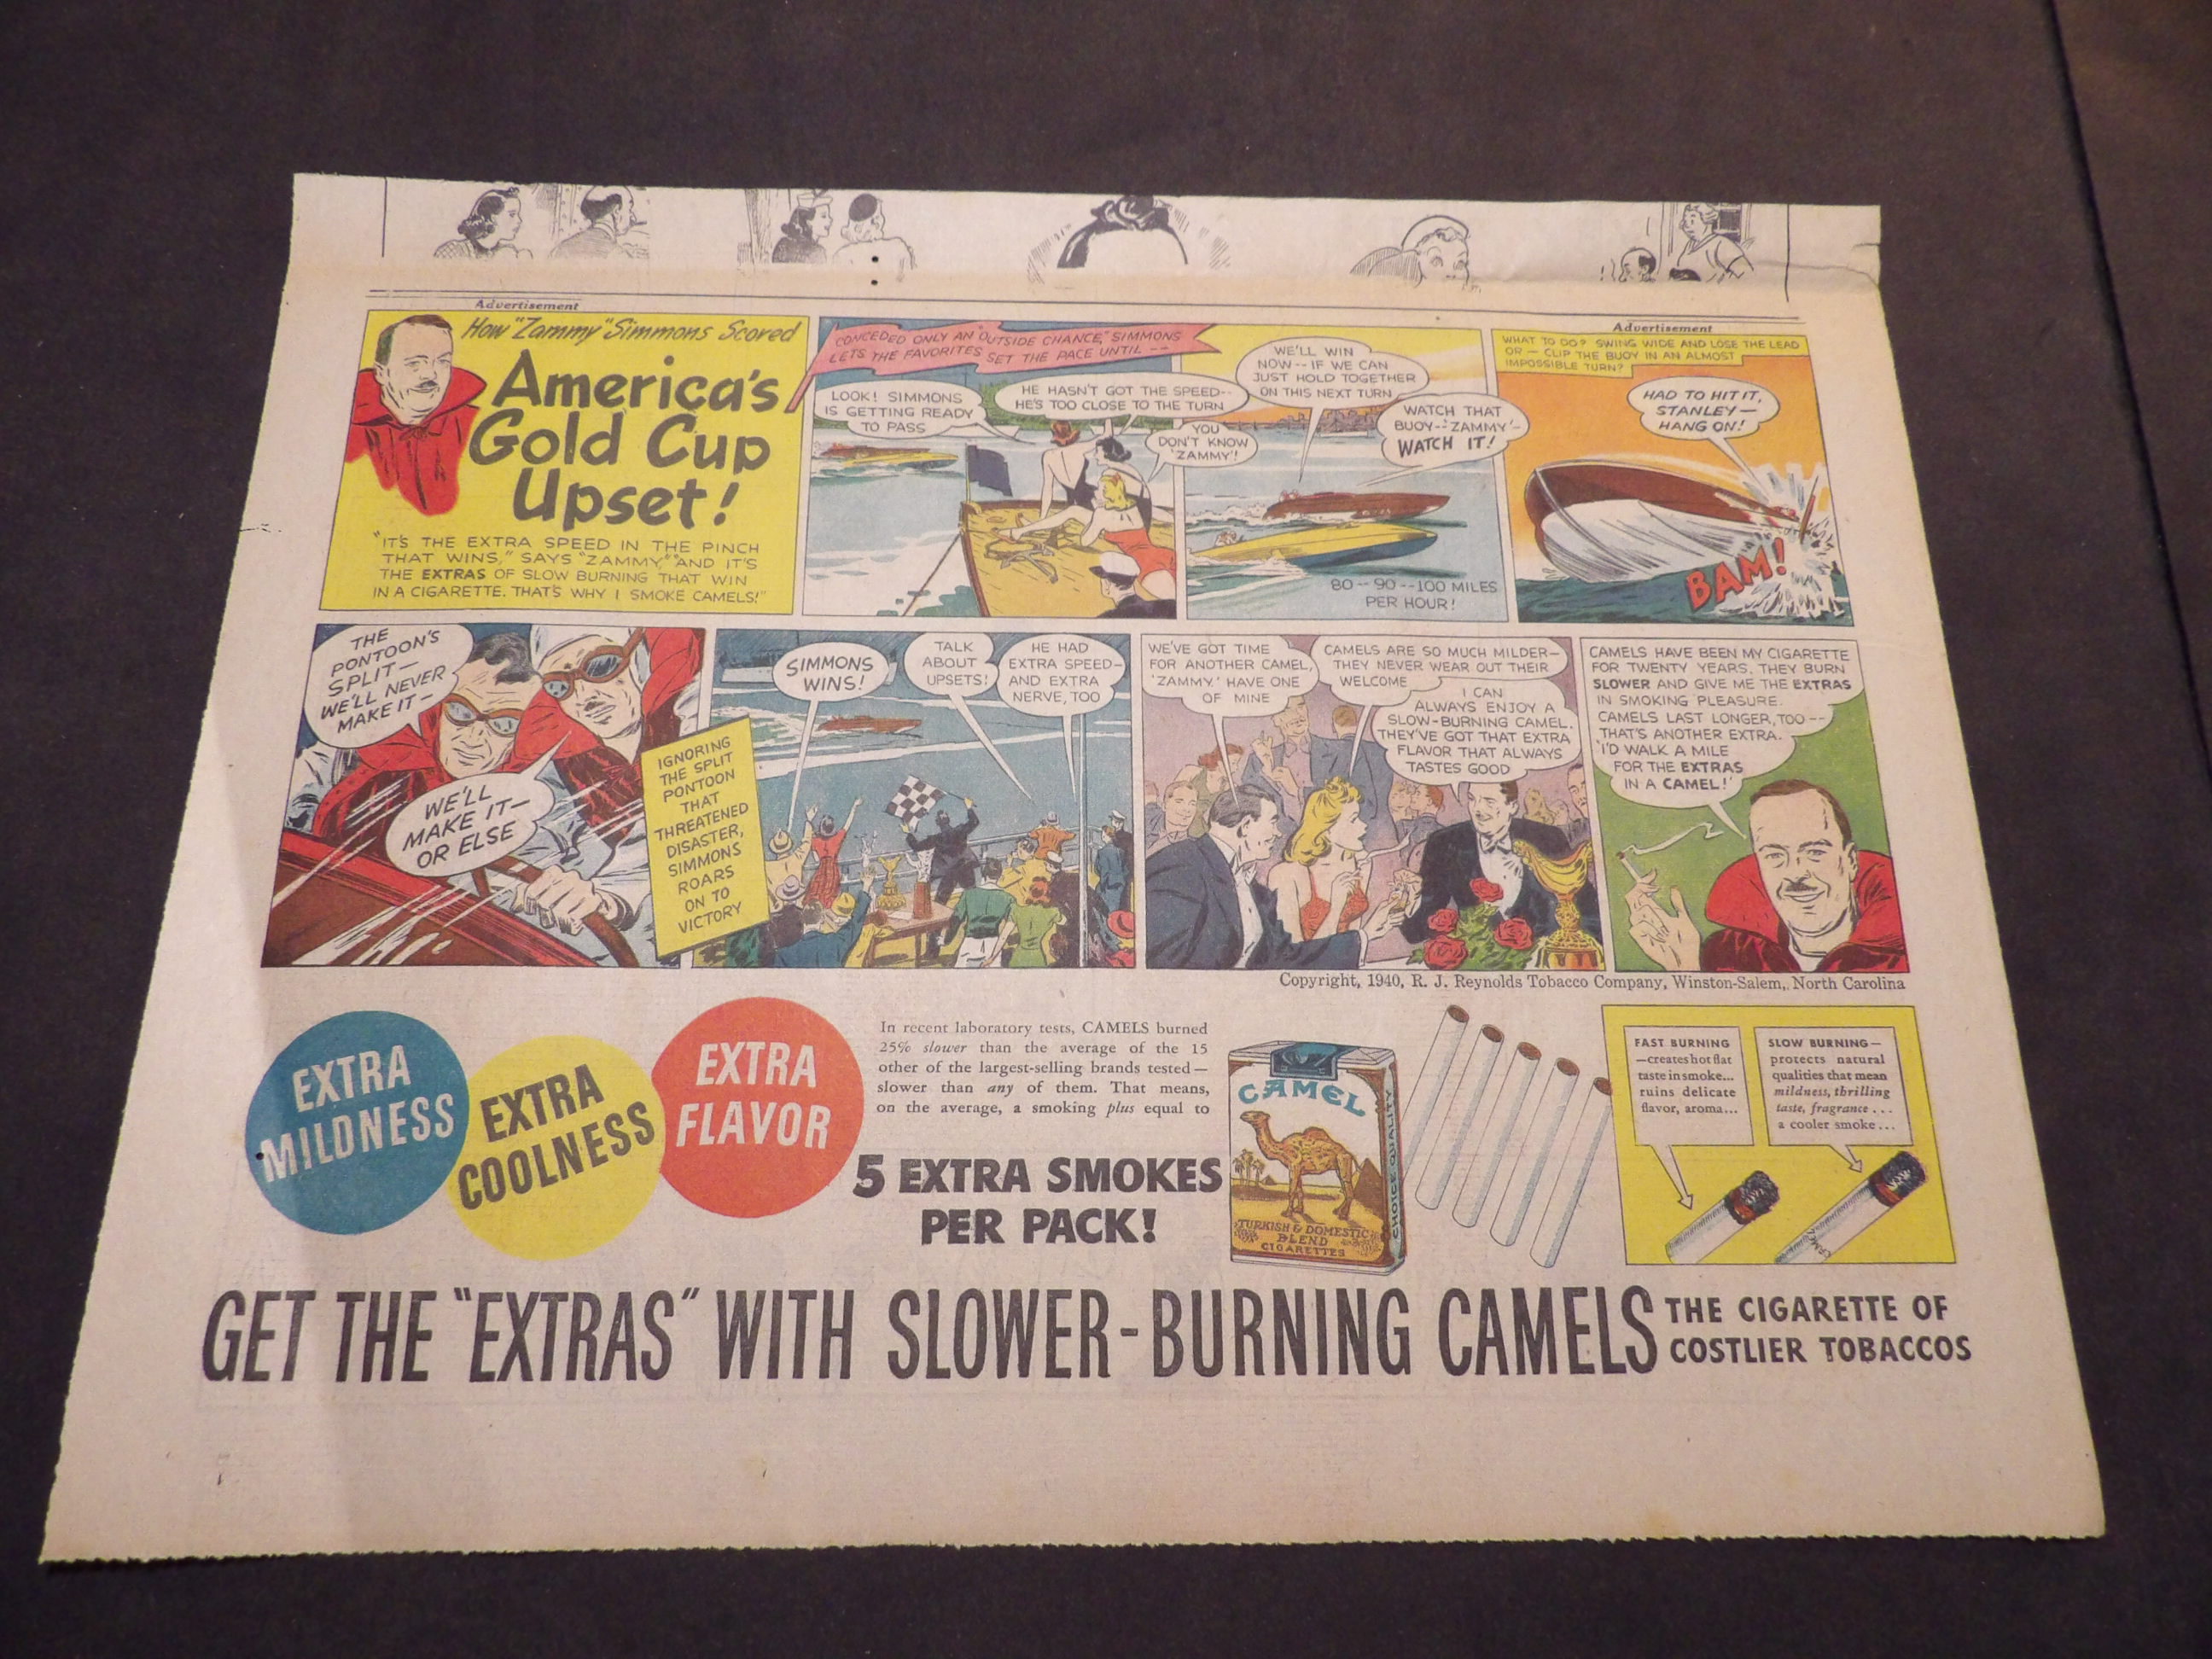 Advertisement
How "Zammy" Simmons Scored
America's
Gold Cup
Upset!
"IT'S THE EXTRA SPEED IN THE PINCH
THAT WINS," SAYS "ZAMMY," "AND IT'S
THE EXTRAS OF SLOW BURNING THAT WIN
IN A CIGARETTE. THAT'S WHY I SMOKE CAMELS!"
CONCEDED ONLY AN "OUTSIDE CHANCE," SIMMONS
LETS THE FAVORITES SET THE PACE UNTIL --
LOOK! SIMMONS
IS GETTING READY
TO PASS
HE HASN'T GOT THE SPEED--
HE'S TOO CLOSE TO THE TURN
YOU
DON'T KNOW
'ZAMMY'!
WE'LL WIN
NOW -- IF WE CAN
JUST HOLD TOGETHER
ON THIS NEXT TURN
WATCH THAT
BUOY--'ZAMMY'--
WATCH IT!
80 -- 90 -- 100 MILES
PER HOUR!
Advertisement
WHAT TO DO? SWING WIDE AND LOSE THE LEAD
OR — CLIP THE BUOY IN AN ALMOST
IMPOSSIBLE TURN?
HAD TO HIT IT,
STANLEY —
HANG ON!
BAM!
THE
PONTOON'S
SPLIT —
WE'LL NEVER
MAKE IT —
WE'LL
MAKE IT —
OR ELSE
IGNORING
THE SPLIT
PONTOON
THAT
THREATENED
DISASTER,
SIMMONS
ROARS
ON TO
VICTORY
SIMMONS
WINS!
TALK
ABOUT
UPSETS!
HE HAD
EXTRA SPEED—
AND EXTRA
NERVE, TOO
WE'VE GOT TIME
FOR ANOTHER CAMEL,
'ZAMMY.' HAVE ONE
OF MINE
CAMELS ARE SO MUCH MILDER—
THEY NEVER WEAR OUT THEIR
WELCOME
I CAN
ALWAYS ENJOY A
SLOW-BURNING CAMEL.
THEY'VE GOT THAT EXTRA
FLAVOR THAT ALWAYS
TASTES GOOD
CAMELS HAVE BEEN MY CIGARETTE
FOR TWENTY YEARS. THEY BURN
SLOWER AND GIVE ME THE EXTRAS
IN SMOKING PLEASURE.
CAMELS LAST LONGER, TOO --
THAT'S ANOTHER EXTRA.
'I'D WALK A MILE
FOR THE EXTRAS
IN A CAMEL!'
Copyright, 1940, R. J. Reynolds Tobacco Company, Winston-Salem, North Carolina
EXTRA
MILDNESS
EXTRA
COOLNESS
EXTRA
FLAVOR
In recent laboratory tests, CAMELS burned
25% slower than the average of the 15
other of the largest-selling brands tested —
slower than any of them. That means,
on the average, a smoking plus equal to
5 EXTRA SMOKES
PER PACK!
CAMEL
CHOICE QUALITY
TURKISH & DOMESTIC
BLEND
CIGARETTES
FAST BURNING
—creates hot flat
taste in smoke...
ruins delicate
flavor, aroma...
SLOW BURNING —
protects natural
qualities that mean
mildness, thrilling
taste, fragrance...
a cooler smoke...
CAMEL
GET THE "EXTRAS" WITH SLOWER-BURNING CAMELS
THE CIGARETTE OF
COSTLIER TOBACCOS